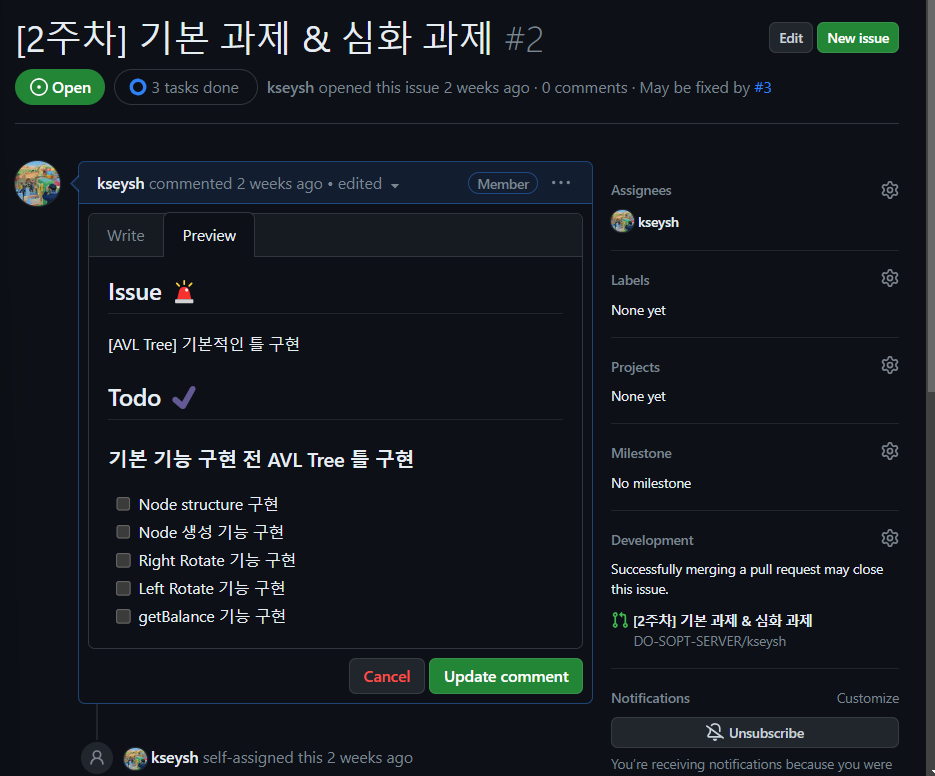 [2주차] 기본 과제 & 심화 과제 #2
Edit
New issue
Open
3 tasks done
kseysh opened this issue 2 weeks ago · 0 comments · May be fixed by #3
kseysh commented 2 weeks ago • edited
Member
Write
Preview
Issue
[AVL Tree] 기본적인 틀 구현
Todo
기본 기능 구현 전 AVL Tree 틀 구현
Node structure 구현
Node 생성 기능 구현
Right Rotate 기능 구현
Left Rotate 기능 구현
getBalance 기능 구현
Cancel
Update comment
kseysh self-assigned this 2 weeks ago
Assignees
kseysh
Labels
None yet
Projects
None yet
Milestone
No milestone
Development
Successfully merging a pull request may close
this issue.
[2주차] 기본 과제 & 심화 과제
DO-SOPT-SERVER/kseysh
Notifications
Customize
Unsubscribe
You're receiving notifications because you were